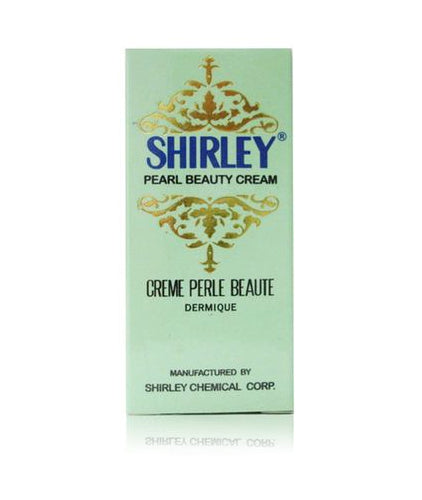 SHIRLEY®
PEARL BEAUTY CREAM
CREME PERLE BEAUTE
DERMIQUE
MANUFACTURED BY
SHIRLEY CHEMICAL CORP.